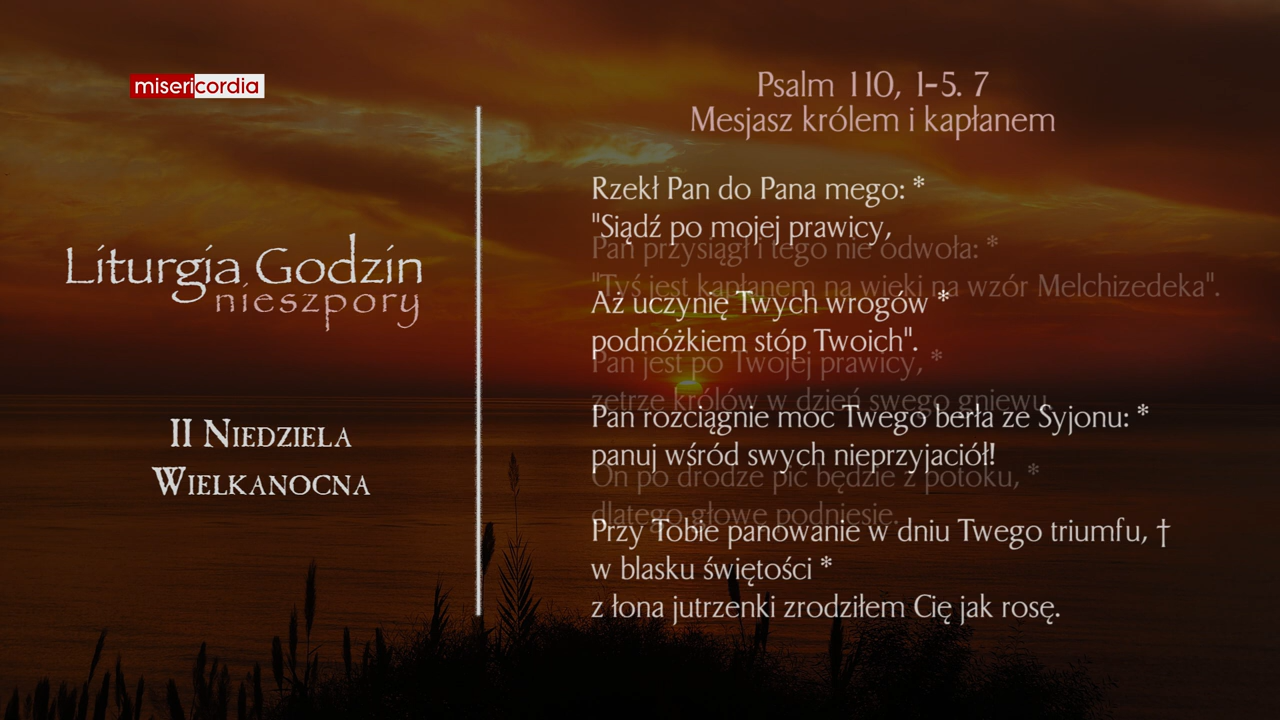 misericordia
Liturgia Godzin
nieszpory
II Niedziela
Wielkanocna
Psalm 110, 1-5. 7
Mesjasz królem i kapłanem
Rzekł Pan do Pana mego: *
"Siądź po mojej prawicy,
Pan przysiągł i tego nie odwoła: *
"Tyś jest kapłanem na wieki na wzór Melchizedeka".
Aż uczynię Twych wrogów *
podnóżkiem stóp Twoich".
Pan jest po Twojej prawicy, *
zetrze królów w dzień swego gniewu.
Pan rozciągnie moc Twego berła ze Syjonu: *
panuj wśród swych nieprzyjaciół!
On po drodze pić będzie z potoku, *
dlatego głowę podniesie.
Przy Tobie panowanie w dniu Twego triumfu, †
w blasku świętości *
z łona jutrzenki zrodziłem Cię jak rosę.